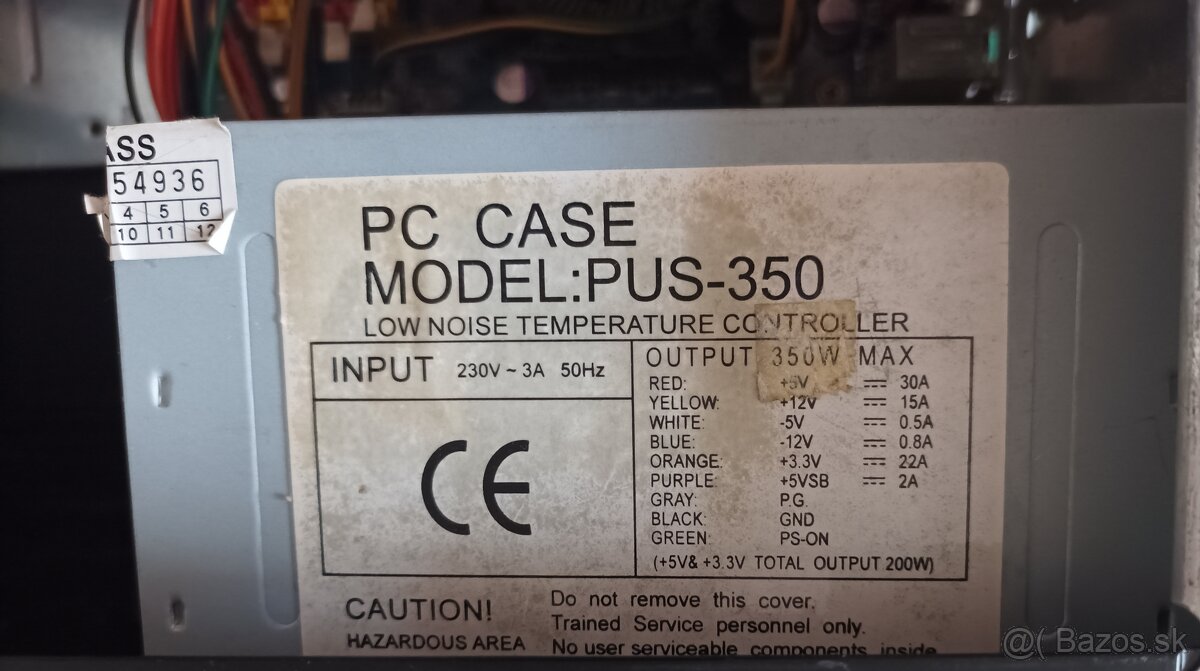 ASS
54936
4 5 6
10 11 12
PC CASE
MODEL:PUS-350
LOW NOISE TEMPERATURE CONTROLLER
INPUT 230V ~ 3A 50Hz
CE
OUTPUT 350W MAX
RED: +5V 30A
YELLOW: +12V 15A
WHITE: -5V 0.5A
BLUE: -12V 0.8A
ORANGE: +3.3V 22A
PURPLE: +5VSB 2A
GRAY: P.G.
BLACK: GND
GREEN: PS-ON
(+5V& +3.3V TOTAL OUTPUT 200W)
CAUTION!
HAZARDOUS AREA
Do not remove this cover.
Trained Service personnel only.
No user serviceable components inside
@( Bazos.sk